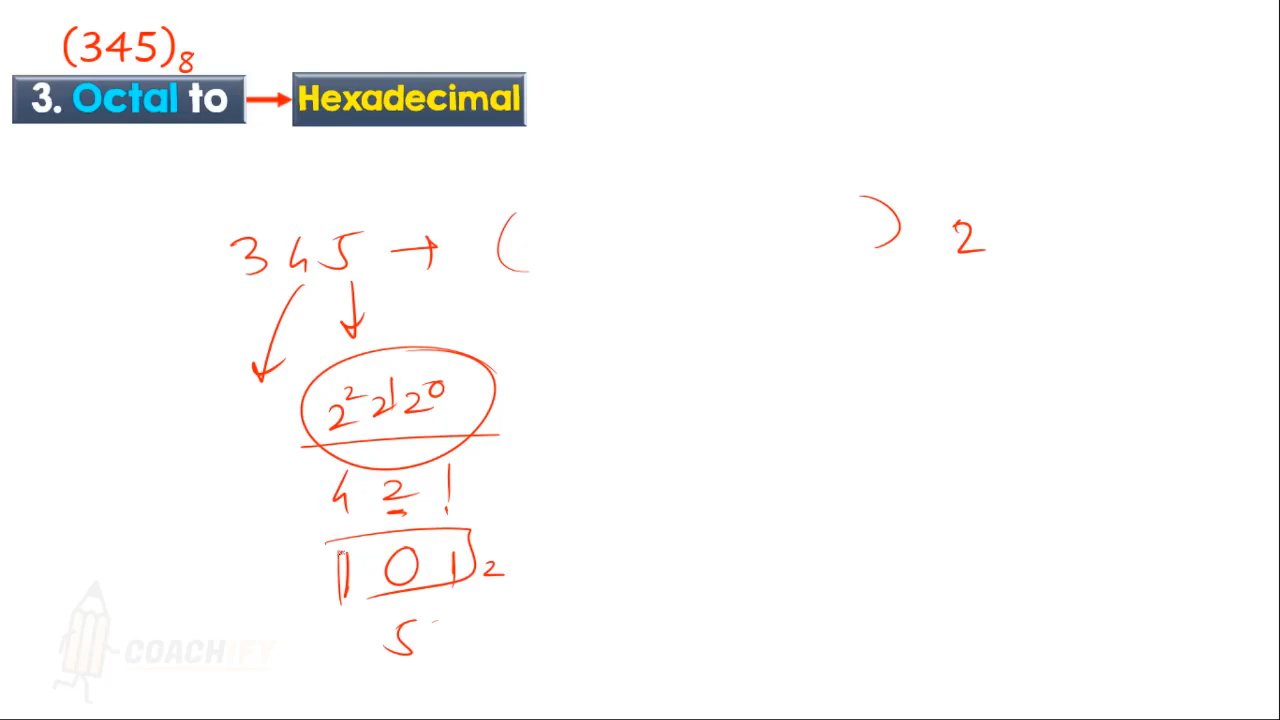 (345)8
3. Octal to → Hexadecimal
345 → ( ) 2
2² 2¹ 2⁰
4 2 1
1 0 1 2
5
COACHIFY